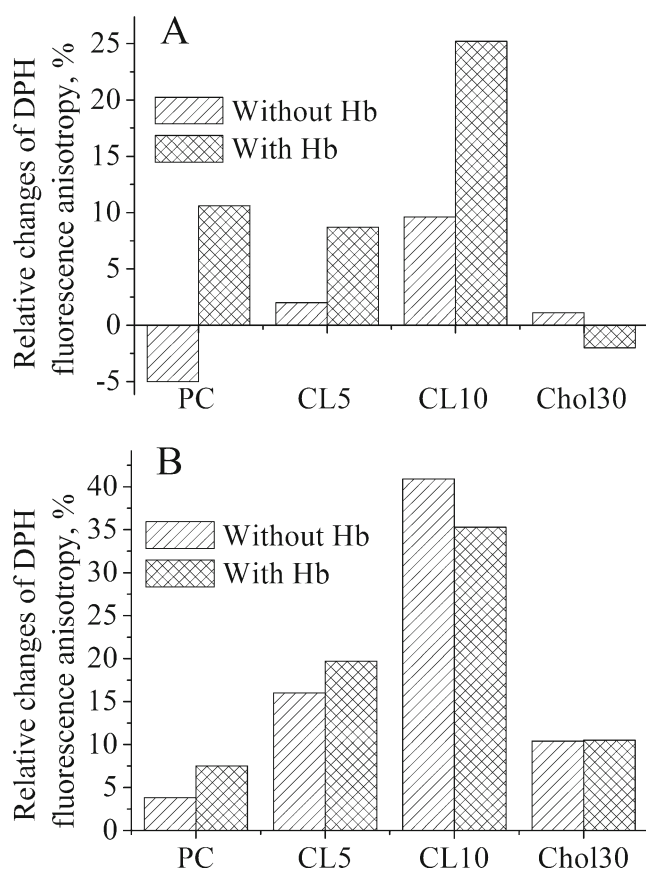 A
Relative changes of DPH
fluorescence anisotropy, %
25
20
15
10
5
0
-5
Without Hb
With Hb
PC CL5 CL10 Chol30
B
Relative changes of DPH
fluorescence anisotropy, %
40
35
30
25
20
15
10
5
0
Without Hb
With Hb
PC CL5 CL10 Chol30